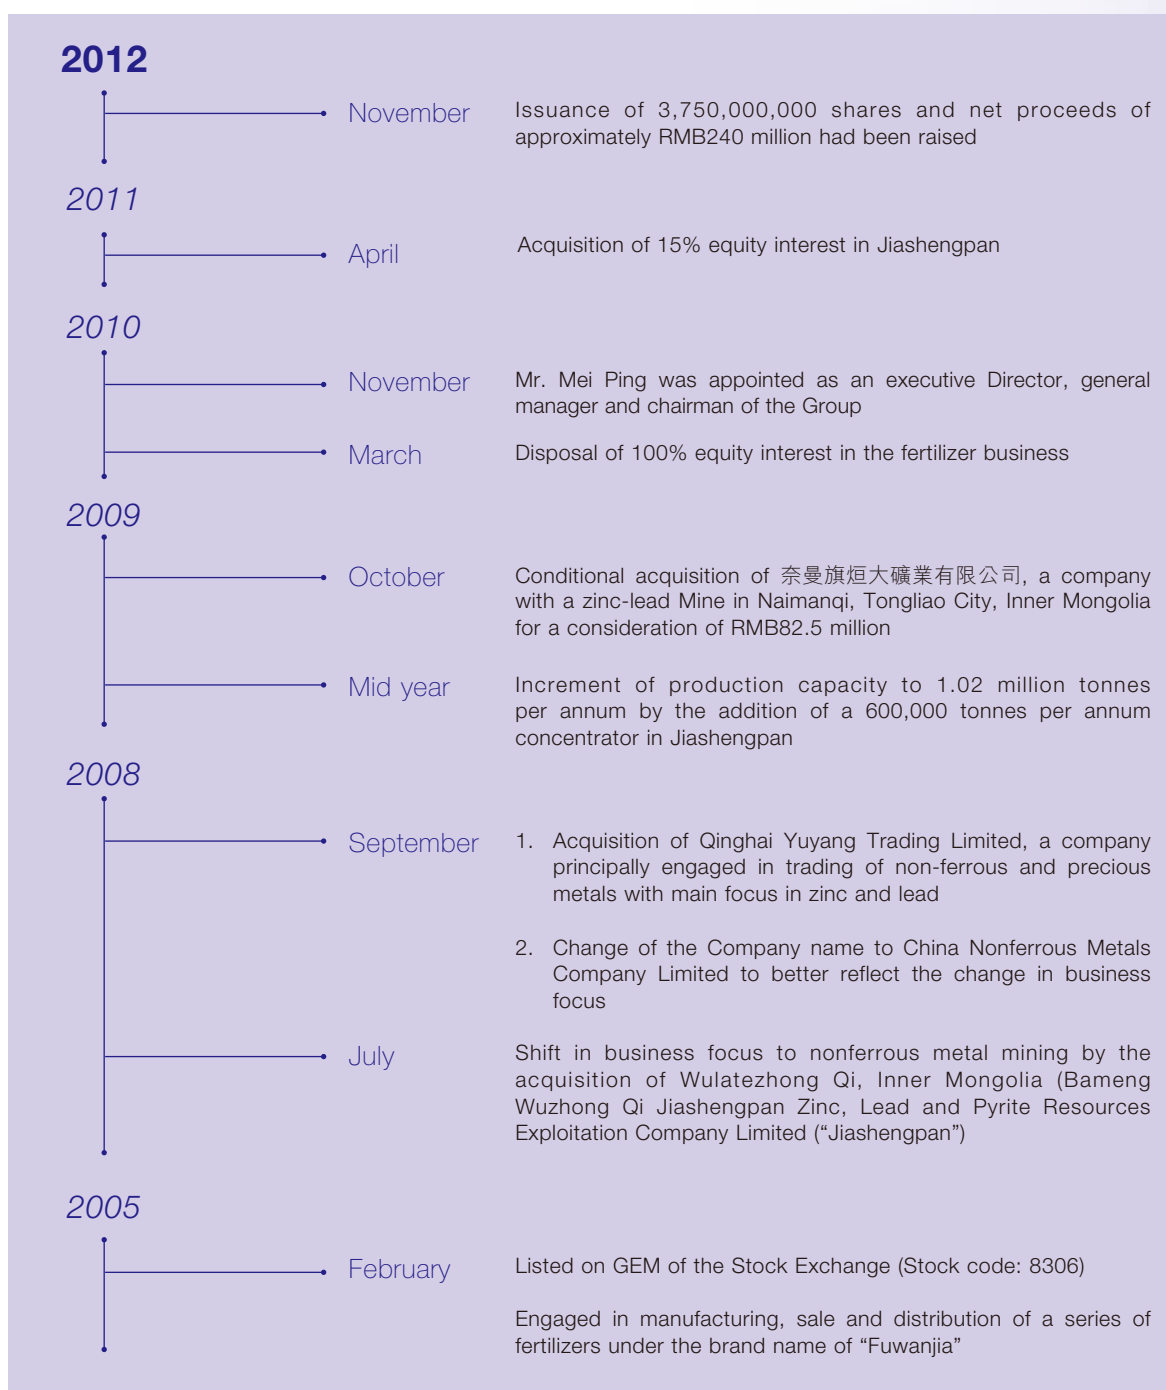 2012
November
Issuance of 3,750,000,000 shares and net proceeds of
approximately RMB240 million had been raised
2011
April
Acquisition of 15% equity interest in Jiashengpan
2010
November
Mr. Mei Ping was appointed as an executive Director, general
manager and chairman of the Group
March
Disposal of 100% equity interest in the fertilizer business
2009
October
Conditional acquisition of 奈曼旗烜大礦業有限公司, a company
with a zinc-lead Mine in Naimanqi, Tongliao City, Inner Mongolia
for a consideration of RMB82.5 million
Mid year
Increment of production capacity to 1.02 million tonnes
per annum by the addition of a 600,000 tonnes per annum
concentrator in Jiashengpan
2008
September
1. Acquisition of Qinghai Yuyang Trading Limited, a company
principally engaged in trading of non-ferrous and precious
metals with main focus in zinc and lead
2. Change of the Company name to China Nonferrous Metals
Company Limited to better reflect the change in business
focus
July
Shift in business focus to nonferrous metal mining by the
acquisition of Wulatezhong Qi, Inner Mongolia (Bameng
Wuzhong Qi Jiashengpan Zinc, Lead and Pyrite Resources
Exploitation Company Limited (“Jiashengpan”)
2005
February
Listed on GEM of the Stock Exchange (Stock code: 8306)
Engaged in manufacturing, sale and distribution of a series of
fertilizers under the brand name of “Fuwanjia”